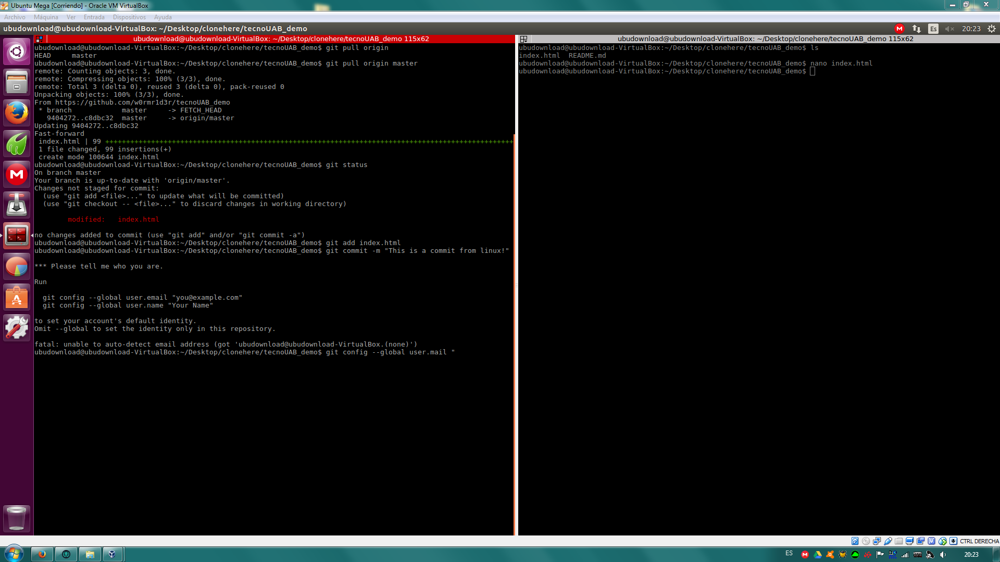 Ubuntu Mega [Corriendo] - Oracle VM VirtualBox
Archivo Máquina Ver Entrada Dispositivos Ayuda
ubudownload@ubudownload-VirtualBox: ~/Desktop/clonehere/tecnoUAB_demo
Es 20:23
ubudownload@ubudownload-VirtualBox: ~/Desktop/clonehere/tecnoUAB_demo 115x62
ubudownload@ubudownload-VirtualBox:~/Desktop/clonehere/tecnoUAB_demo$ git pull origin
HEAD     master
ubudownload@ubudownload-VirtualBox:~/Desktop/clonehere/tecnoUAB_demo$ git pull origin master
remote: Counting objects: 3, done.
remote: Compressing objects: 100% (3/3), done.
remote: Total 3 (delta 0), reused 3 (delta 0), pack-reused 0
Unpacking objects: 100% (3/3), done.
From https://github.com/w0rmr1d3r/tecnoUAB_demo
 * branch            master     -> FETCH_HEAD
   9404272..c8dbc32  master     -> origin/master
Updating 9404272..c8dbc32
Fast-forward
 index.html | 99 ++++++++++++++++++++++++++++++++++++++++++++++++++++++++++++++++++++++++++++++++++++++++++++++++++
 1 file changed, 99 insertions(+)
 create mode 100644 index.html
ubudownload@ubudownload-VirtualBox:~/Desktop/clonehere/tecnoUAB_demo$ git status
On branch master
Your branch is up-to-date with 'origin/master'.
Changes not staged for commit:
  (use "git add <file>..." to update what will be committed)
  (use "git checkout -- <file>..." to discard changes in working directory)
        modified:   index.html
no changes added to commit (use "git add" and/or "git commit -a")
ubudownload@ubudownload-VirtualBox:~/Desktop/clonehere/tecnoUAB_demo$ git add index.html
ubudownload@ubudownload-VirtualBox:~/Desktop/clonehere/tecnoUAB_demo$ git commit -m "This is a commit from linux!"
*** Please tell me who you are.
Run
  git config --global user.email "you@example.com"
  git config --global user.name "Your Name"
to set your account's default identity.
Omit --global to set the identity only in this repository.
fatal: unable to auto-detect email address (got 'ubudownload@ubudownload-VirtualBox.(none)')
ubudownload@ubudownload-VirtualBox:~/Desktop/clonehere/tecnoUAB_demo$ git config --global user.mail "
ubudownload@ubudownload-VirtualBox: ~/Desktop/clonehere/tecnoUAB_demo 115x62
ubudownload@ubudownload-VirtualBox:~/Desktop/clonehere/tecnoUAB_demo$ ls
index.html  README.md
ubudownload@ubudownload-VirtualBox:~/Desktop/clonehere/tecnoUAB_demo$ nano index.html
ubudownload@ubudownload-VirtualBox:~/Desktop/clonehere/tecnoUAB_demo$
CTRL DERECHA
ES 20:23